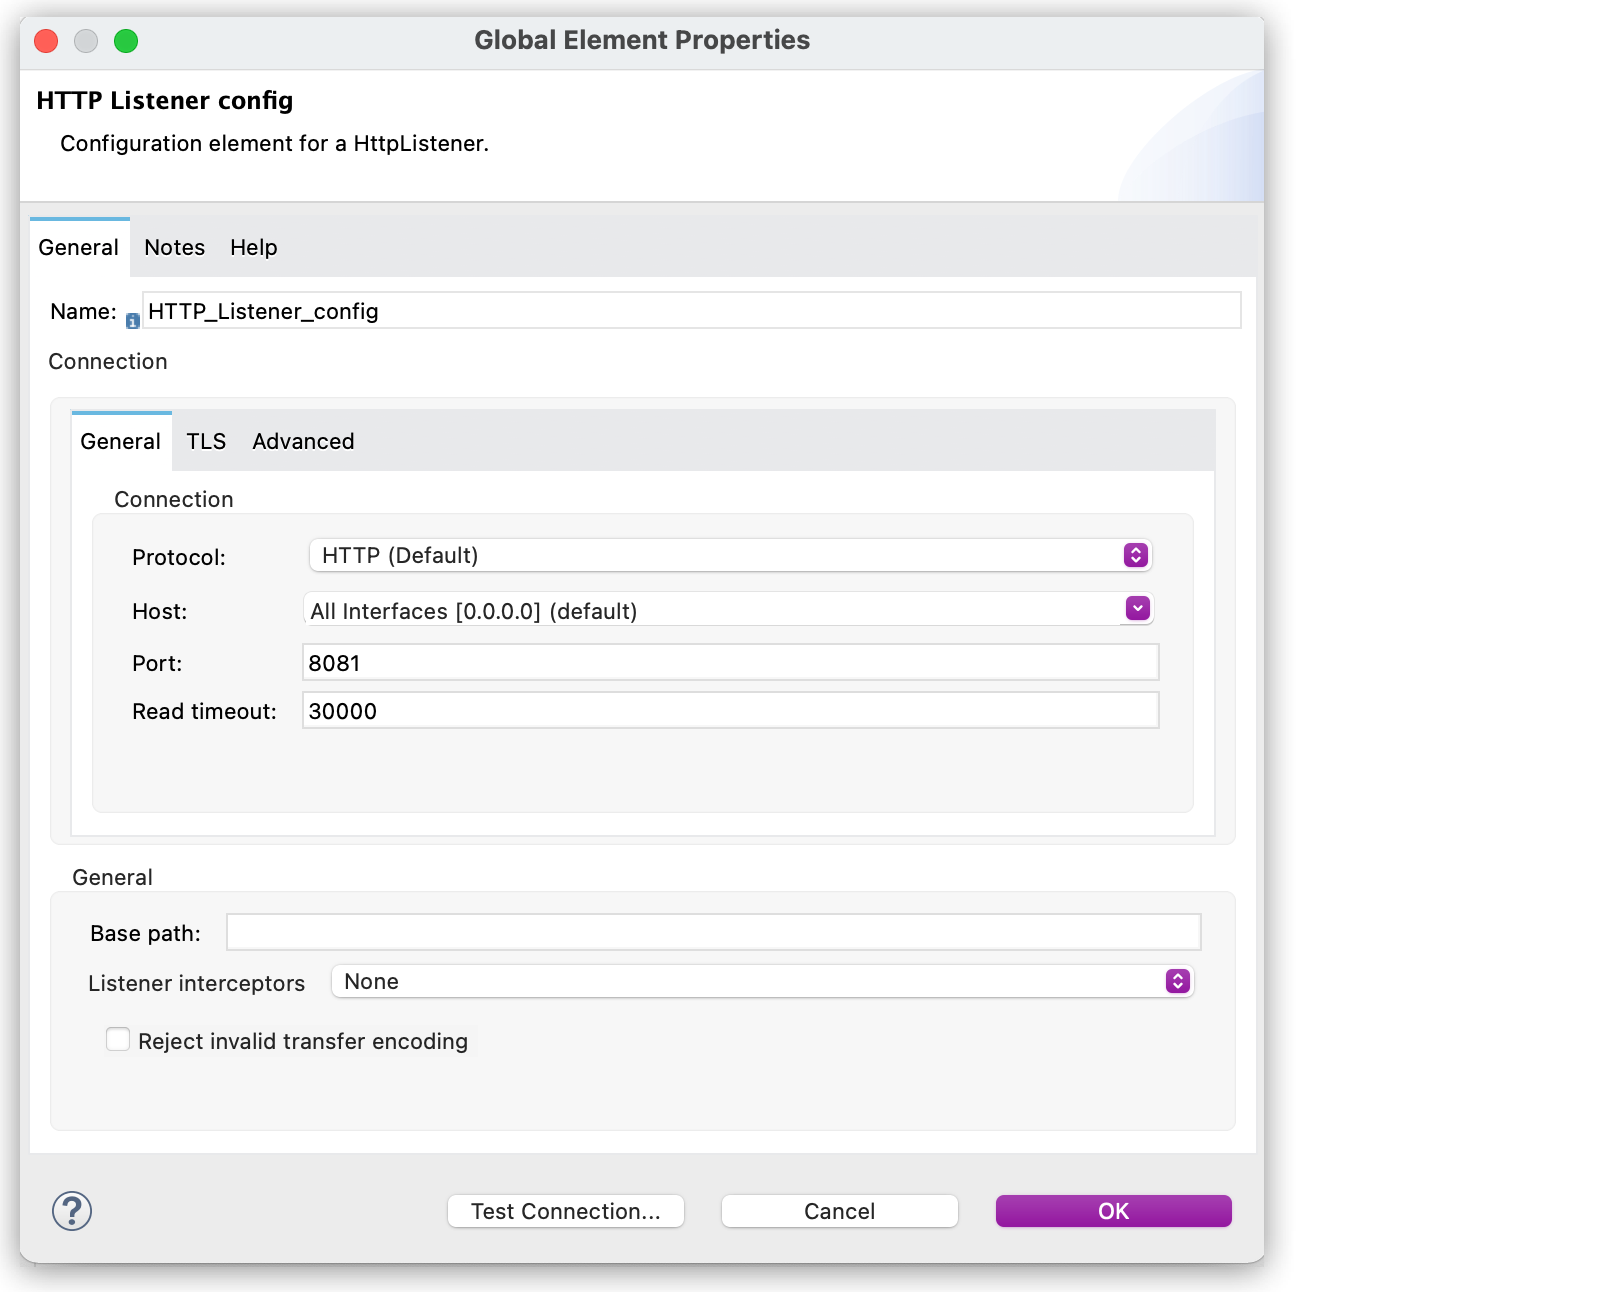 Global Element Properties
HTTP Listener config
Configuration element for a HttpListener.
General Notes Help
Name: HTTP_Listener_config
Connection
General TLS Advanced
Connection
Protocol: HTTP (Default)
Host: All Interfaces [0.0.0.0] (default)
Port: 8081
Read timeout: 30000
General
Base path:
Listener interceptors None
Reject invalid transfer encoding
? Test Connection... Cancel OK